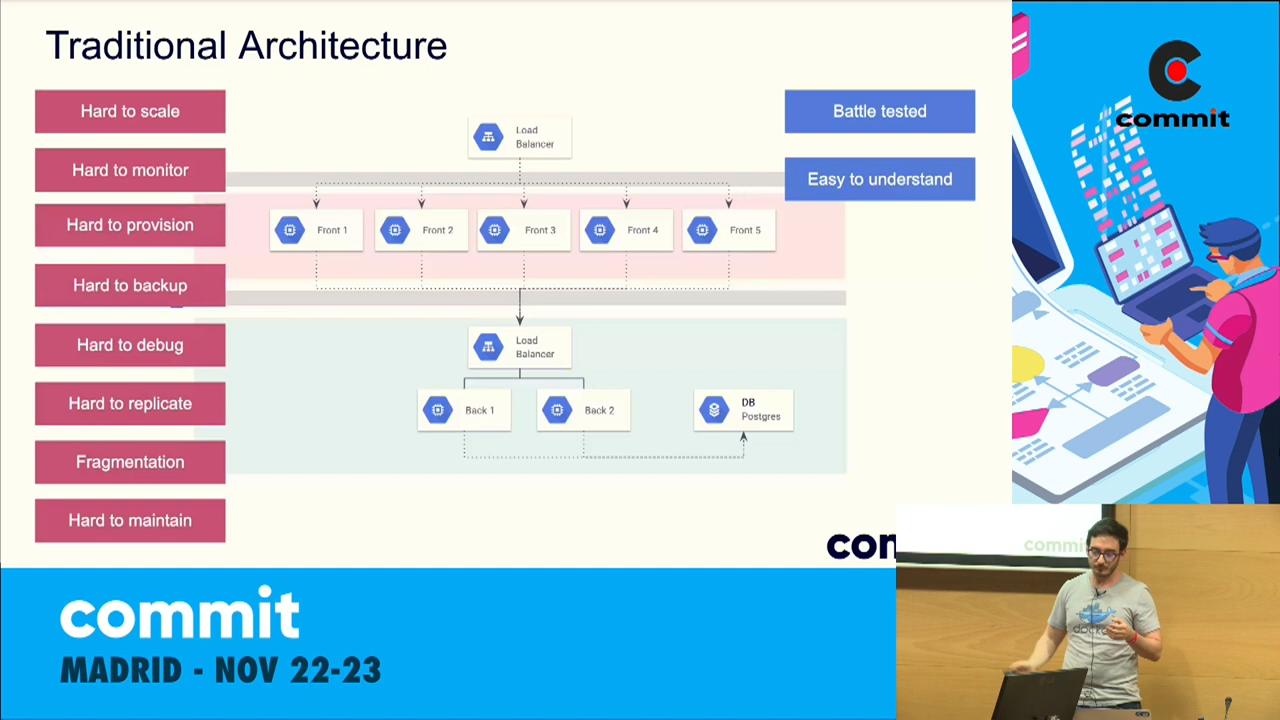 Traditional Architecture
Hard to scale
Hard to monitor
Hard to provision
Hard to backup
Hard to debug
Hard to replicate
Fragmentation
Hard to maintain
Load
Balancer
Front 1
Front 2
Front 3
Front 4
Front 5
Load
Balancer
Back 1
Back 2
DB
Postgres
Battle tested
Easy to understand
commit
commit
MADRID - NOV 22-23
commit
docker